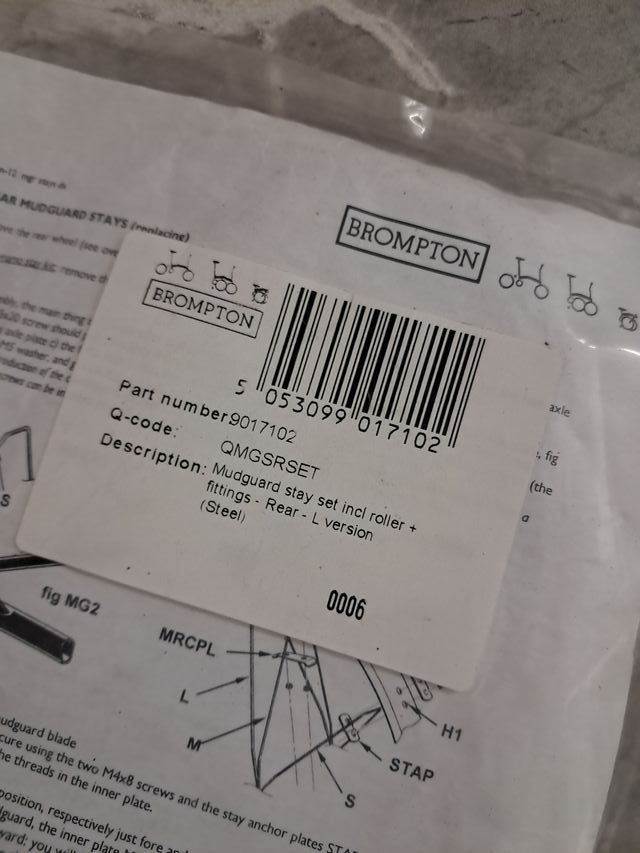 AR MUDGUARD STAYS (replacing)
BROMPTON
BROMPTON
5 053099 017102
Part number: 9017102
Q-code: QMGSRSET
Description: Mudguard stay set incl roller +
fittings - Rear - L version
(Steel)
0006
axle
, fig
(the
a
S
fig MG2
MRCPL
L
M
H1
STAP
S
udguard blade
cure using the two M4x8 screws and the stay anchor plates STA
he threads in the inner plate.
position, respectively just fore an